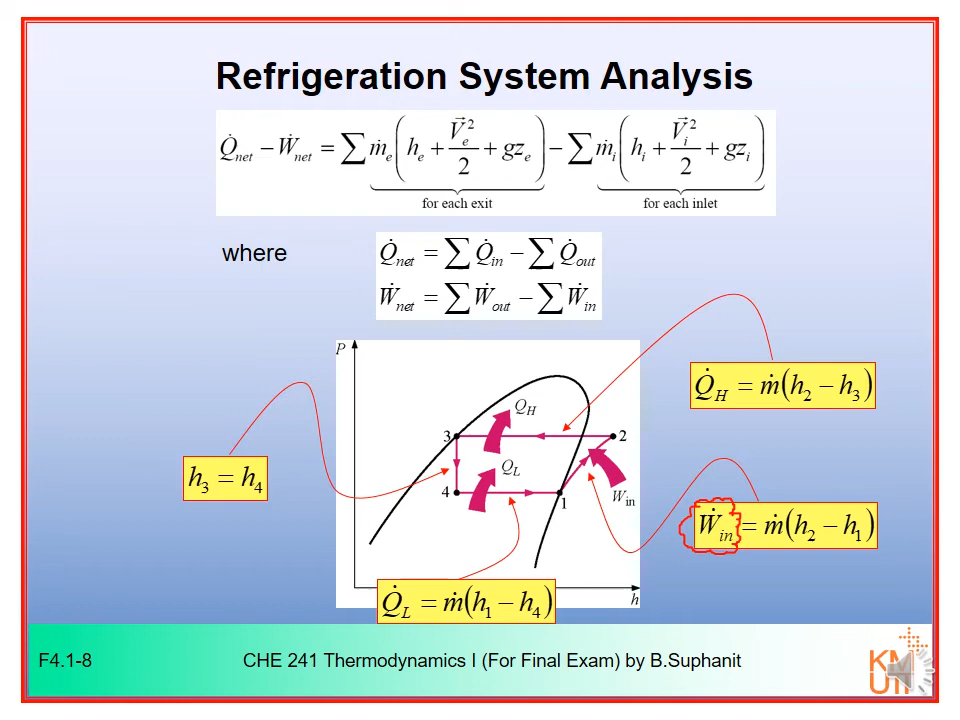 Refrigeration System Analysis
Q̇net − Ẇnet = ∑ ṁe(he + V⃗e²/2 + gze) − ∑ ṁi(hi + V⃗i²/2 + gzi)
for each exit for each inlet
where
Q̇net = ∑Q̇in − ∑Q̇out
Ẇnet = ∑Ẇout − ∑Ẇin
P
Q̇H = ṁ(h2 − h3)
QH
3
2
h3 = h4
QL
4
1
Win
Ẇin = ṁ(h2 − h1)
Q̇L = ṁ(h1 − h4)
h
F4.1-8
CHE 241 Thermodynamics I (For Final Exam) by B.Suphanit